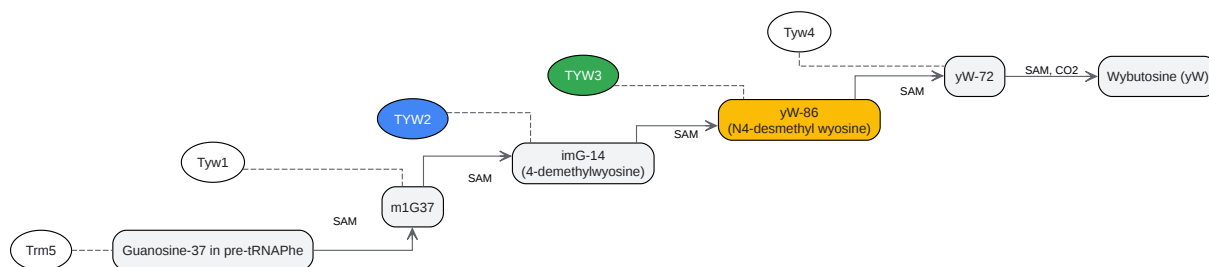 Tyw4
SAM, CO2
yW-72
Wybutosine (yW)
TYW3
SAM
yW-86
(N4-desmethyl wyosine)
TYW2
SAM
imG-14
(4-demethylwyosine)
Tyw1
SAM
m1G37
SAM
Trm5
Guanosine-37 in pre-tRNAPhe